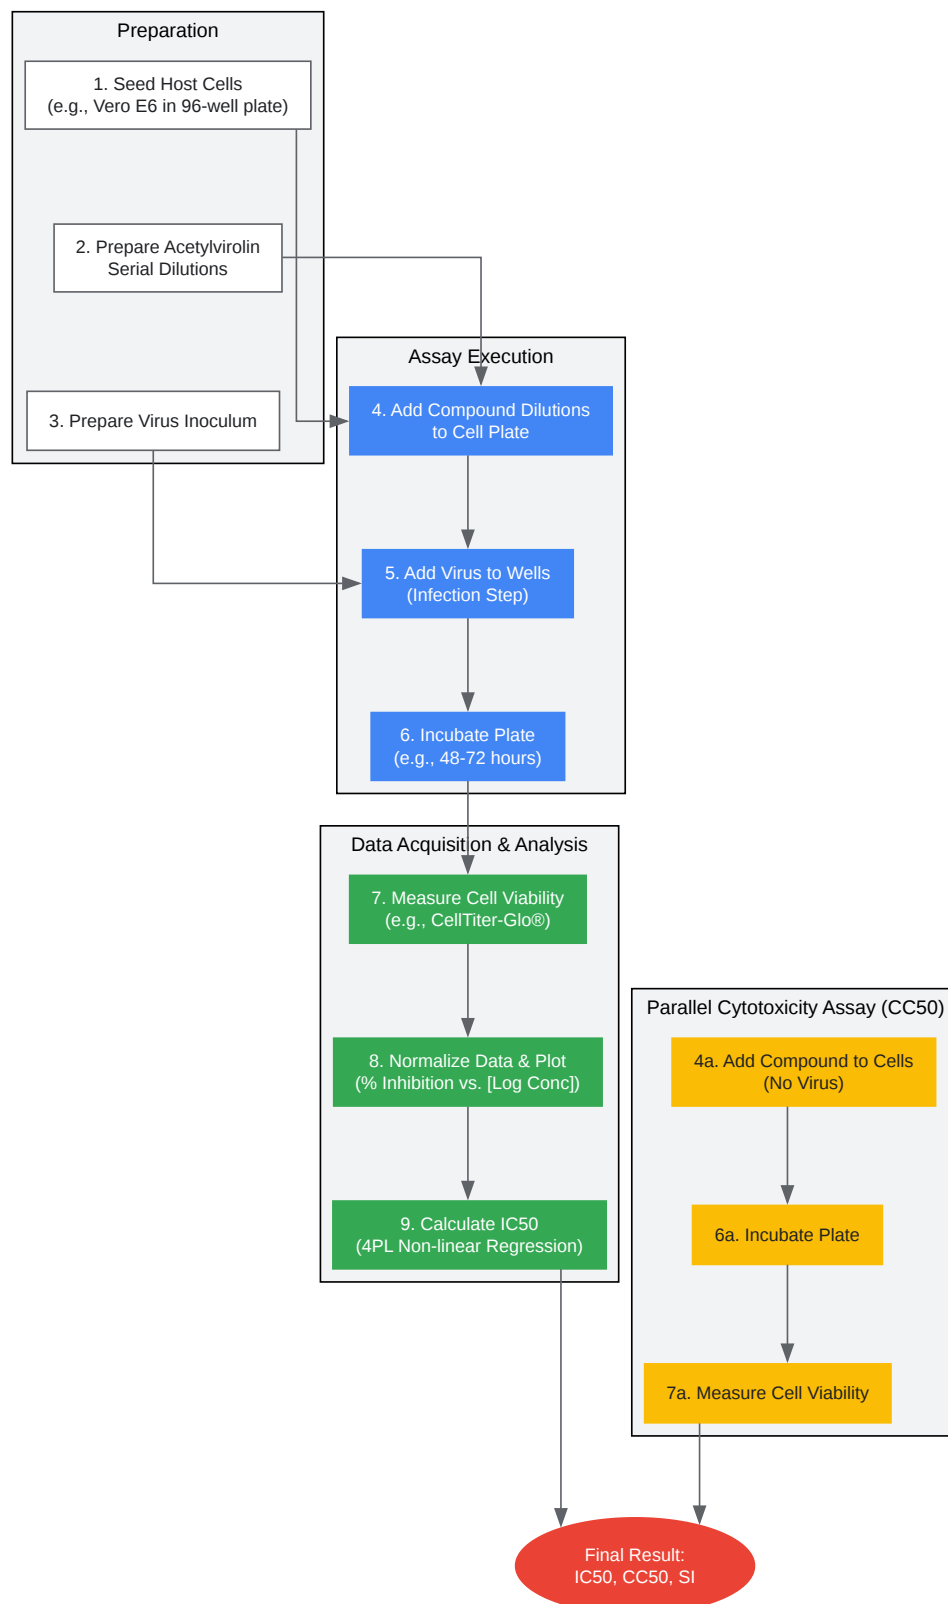 Preparation
1. Seed Host Cells
(e.g., Vero E6 in 96-well plate)
2. Prepare Acetylvirolin
Serial Dilutions
3. Prepare Virus Inoculum
Assay Execution
4. Add Compound Dilutions
to Cell Plate
5. Add Virus to Wells
(Infection Step)
6. Incubate Plate
(e.g., 48-72 hours)
Data Acquisition & Analysis
7. Measure Cell Viability
(e.g., CellTiter-Glo®)
8. Normalize Data & Plot
(% Inhibition vs. [Log Conc])
9. Calculate IC50
(4PL Non-linear Regression)
Parallel Cytotoxicity Assay (CC50)
4a. Add Compound to Cells
(No Virus)
6a. Incubate Plate
7a. Measure Cell Viability
Final Result:
IC50, CC50, SI